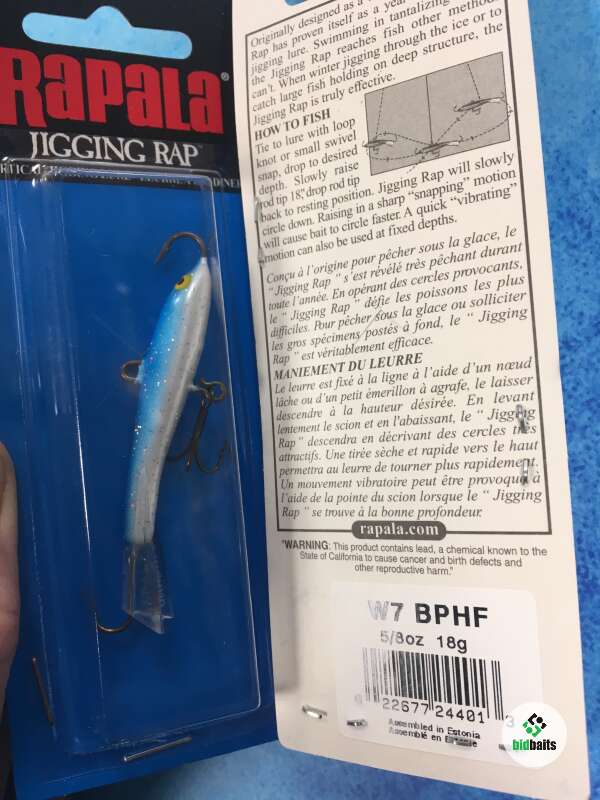 RAPALA®
JIGGING RAP™
Originally designed as a
Rap has proven itself as a year
jigging lure. Swimming in tantalizing
the Jigging Rap reaches fish other methods
can't. When winter jigging through the ice or to
catch large fish holding on deep structure, the
Jigging Rap is truly effective.
HOW TO FISH
Tie to lure with loop
knot or small swivel
snap, drop to desired
depth. Slowly raise
rod tip 18", drop rod tip
back to resting position. Jigging Rap will slowly
circle down. Raising in a sharp "snapping" motion
will cause bait to circle faster. A quick "vibrating"
motion can also be used at fixed depths.
Conçu à l'origine pour pêcher sous la glace, le
" Jigging Rap " s'est révélé très pêchant durant
toute l'année. En opérant des cercles provocants,
le " Jigging Rap " défie les poissons les plus
difficiles. Pour pêcher sous la glace ou solliciter
les gros spécimens postés à fond, le " Jigging
Rap " est véritablement efficace.
MANIEMENT DU LEURRE
Le leurre est fixé à la ligne à l'aide d'un nœud
lâche ou d'un petit émerillon à agrafe, le laisser
descendre à la hauteur désirée. En levant
lentement le scion et en l'abaissant, le " Jigging
Rap " descendra en décrivant des cercles très
attractifs. Une tirée sèche et rapide vers le haut
permettra au leurre de tourner plus rapidement.
Un mouvement vibratoire peut être provoqué à
l'aide de la pointe du scion lorsque le " Jigging
Rap " se trouve à la bonne profondeur.
rapala.com
"WARNING: This product contains lead, a chemical known to the
State of California to cause cancer and birth defects and
other reproductive harm."
W7 BPHF
5/8oz 18g
22677 24401 3
Assembled in Estonia
Assemblé en Estonie
bidbaits